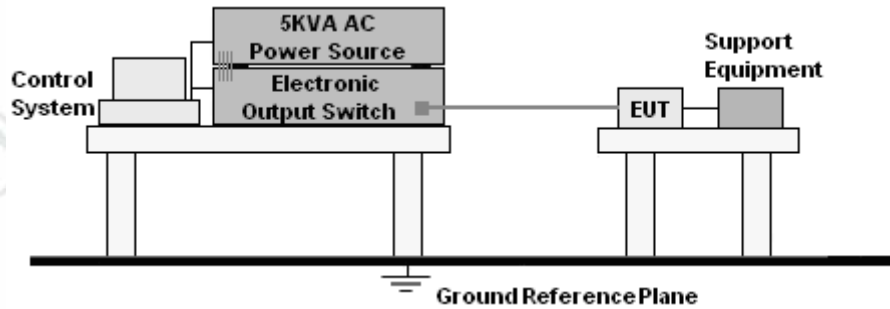 5KVA AC
Power Source
Control
System
Electronic
Output Switch
EUT
Support
Equipment
Ground Reference Plane